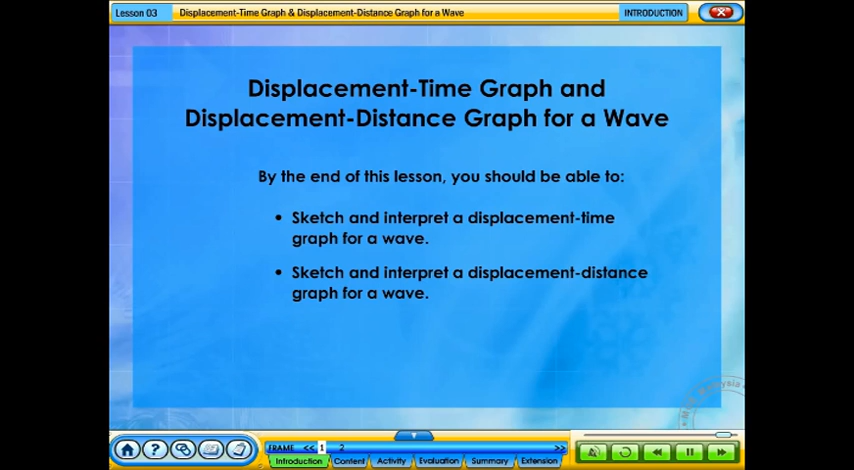 Lesson 03 Displacement-Time Graph & Displacement-Distance Graph for a Wave INTRODUCTION
Displacement-Time Graph and
Displacement-Distance Graph for a Wave
By the end of this lesson, you should be able to:
• Sketch and interpret a displacement-time
graph for a wave.
• Sketch and interpret a displacement-distance
graph for a wave.
FRAME << 1 2 >>
Introduction Content Activity Evaluation Summary Extension